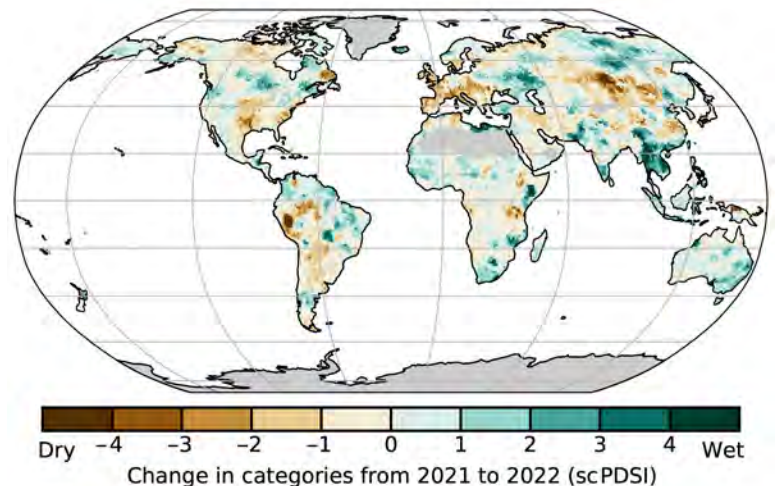 Dry −4 −3 −2 −1 0 1 2 3 4 Wet
Change in categories from 2021 to 2022 (scPDSI)